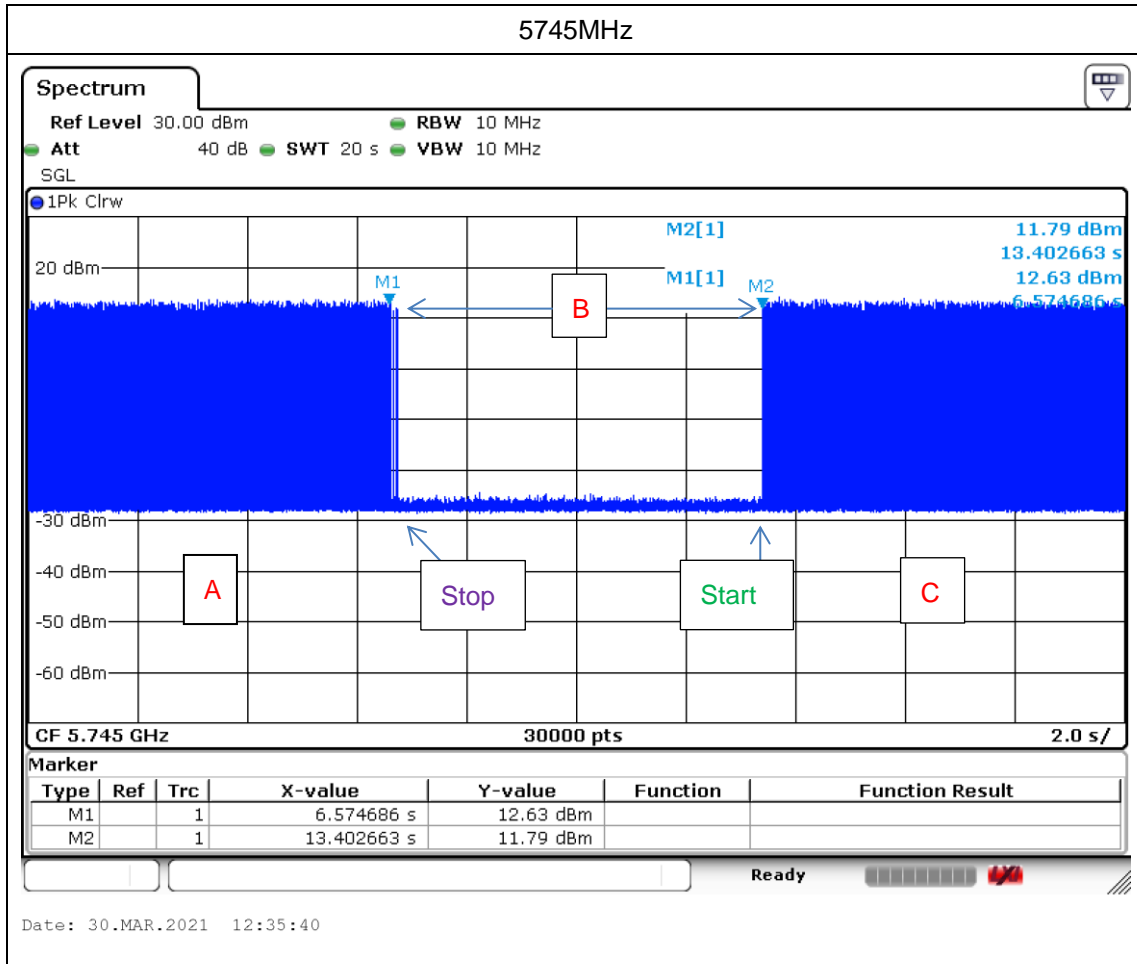 5745MHz
Spectrum
Ref Level 30.00 dBm RBW 10 MHz
Att 40 dB SWT 20 s VBW 10 MHz
SGL
1Pk Clrw
M2[1] 11.79 dBm
13.402663 s
20 dBm M1[1] 12.63 dBm
6.574686 s
M1 M2
B
-30 dBm
-40 dBm
A Stop Start C
-50 dBm
-60 dBm
CF 5.745 GHz 30000 pts 2.0 s/
Marker
Type Ref Trc X-value Y-value Function Function Result
M1 1 6.574686 s 12.63 dBm
M2 1 13.402663 s 11.79 dBm
Ready
Date: 30.MAR.2021 12:35:40